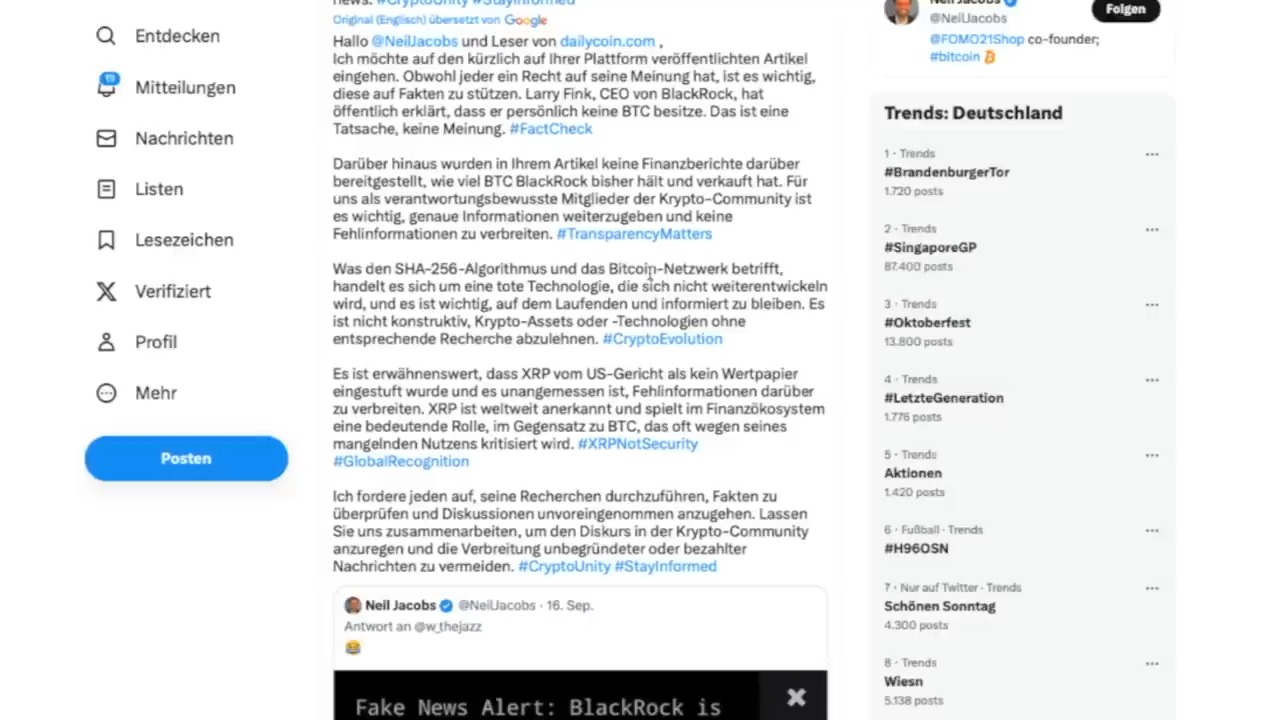 Entdecken
Mitteilungen
Nachrichten
Listen
Lesezeichen
Verifiziert
Profil
Mehr
Posten
news. #CryptoUnity #StayInformed
Original (Englisch) übersetzt von Google
Hallo @NeilJacobs und Leser von dailycoin.com ,
Ich möchte auf den kürzlich auf Ihrer Plattform veröffentlichten Artikel
eingehen. Obwohl jeder ein Recht auf seine Meinung hat, ist es wichtig,
diese auf Fakten zu stützen. Larry Fink, CEO von BlackRock, hat
öffentlich erklärt, dass er persönlich keine BTC besitze. Das ist eine
Tatsache, keine Meinung. #FactCheck
Darüber hinaus wurden in Ihrem Artikel keine Finanzberichte darüber
bereitgestellt, wie viel BTC BlackRock bisher hält und verkauft hat. Für
uns als verantwortungsbewusste Mitglieder der Krypto-Community ist
es wichtig, genaue Informationen weiterzugeben und keine
Fehlinformationen zu verbreiten. #TransparencyMatters
Was den SHA-256-Algorithmus und das Bitcoin-Netzwerk betrifft,
handelt es sich um eine tote Technologie, die sich nicht weiterentwickeln
wird, und es ist wichtig, auf dem Laufenden und informiert zu bleiben. Es
ist nicht konstruktiv, Krypto-Assets oder -Technologien ohne
entsprechende Recherche abzulehnen. #CryptoEvolution
Es ist erwähnenswert, dass XRP vom US-Gericht als kein Wertpapier
eingestuft wurde und es unangemessen ist, Fehlinformationen darüber
zu verbreiten. XRP ist weltweit anerkannt und spielt im Finanzökosystem
eine bedeutende Rolle, im Gegensatz zu BTC, das oft wegen seines
mangelnden Nutzens kritisiert wird. #XRPNotSecurity
#GlobalRecognition
Ich fordere jeden auf, seine Recherchen durchzuführen, Fakten zu
überprüfen und Diskussionen unvoreingenommen anzugehen. Lassen
Sie uns zusammenarbeiten, um den Diskurs in der Krypto-Community
anzuregen und die Verbreitung unbegründeter oder bezahlter
Nachrichten zu vermeiden. #CryptoUnity #StayInformed
Neil Jacobs @NeilJacobs · 16. Sep.
Antwort an @w_thejazz
Fake News Alert: BlackRock is
Neil Jacobs
@NeilJacobs
Folgen
@FOMO21Shop co-founder;
#bitcoin
Trends: Deutschland
1 · Trends
#BrandenburgerTor
1.720 posts
2 · Trends
#SingaporeGP
87.400 posts
3 · Trends
#Oktoberfest
13.800 posts
4 · Trends
#LetzteGeneration
1.776 posts
5 · Trends
Aktionen
1.420 posts
6 · Fußball · Trends
#H96OSN
7 · Nur auf Twitter · Trends
Schönen Sonntag
4.300 posts
8 · Trends
Wiesn
5.138 posts